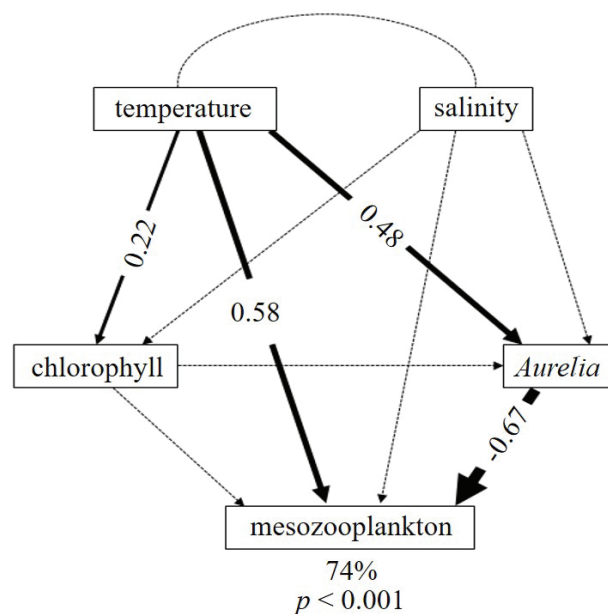 temperature
salinity
0.22
0.58
0.48
chlorophyll
Aurelia
-0.67
mesozooplankton
74%
p < 0.001